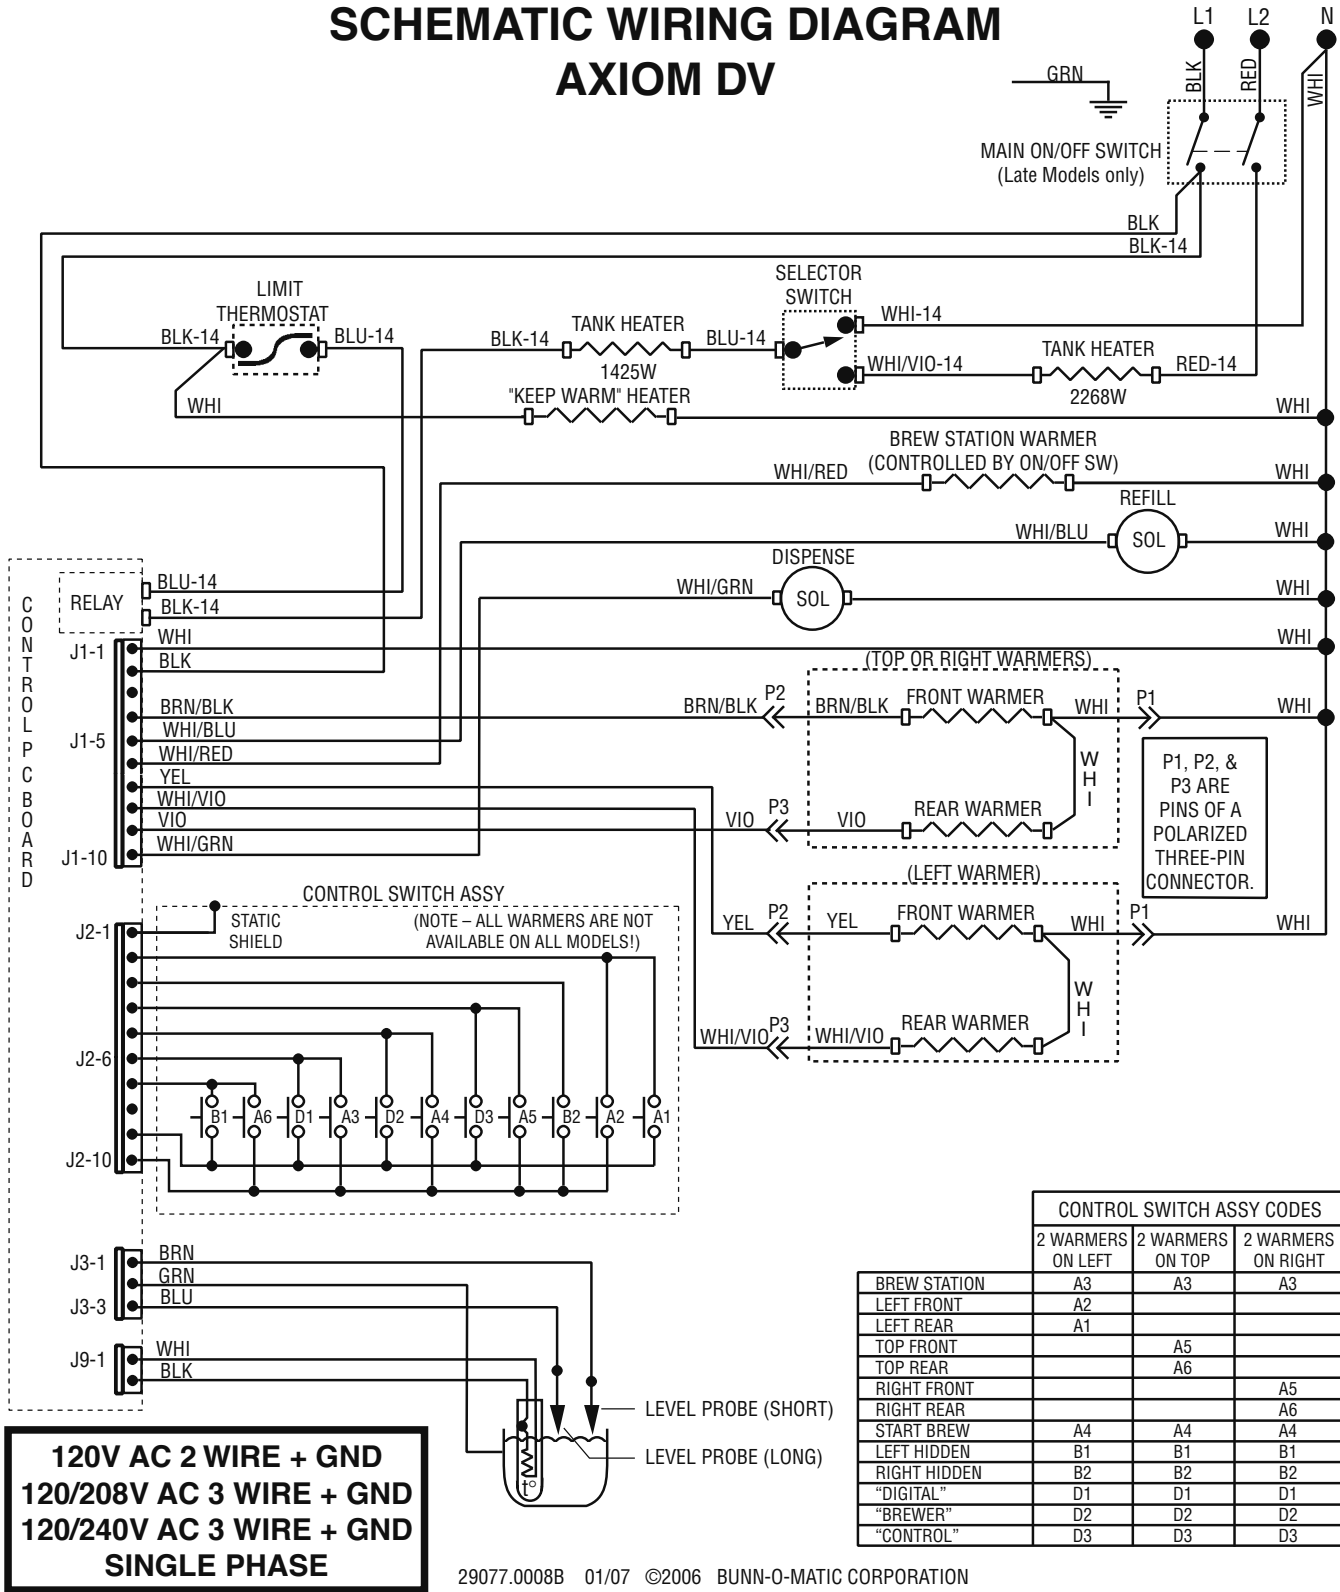 SCHEMATIC WIRING DIAGRAM
AXIOM DV
L1
L2
N
GRN
BLK
RED
WHI
MAIN ON/OFF SWITCH
(Late Models only)
BLK
BLK-14
LIMIT
THERMOSTAT
BLK-14
BLU-14
BLK-14
TANK HEATER
1425W
BLU-14
SELECTOR
SWITCH
WHI-14
WHI/VIO-14
TANK HEATER
2268W
RED-14
WHI
"KEEP WARM" HEATER
WHI
WHI/RED
BREW STATION WARMER
(CONTROLLED BY ON/OFF SW)
WHI
WHI/BLU
REFILL
SOL
WHI
WHI/GRN
DISPENSE
SOL
WHI
CONTROL P C BOARD
RELAY
BLU-14
BLK-14
J1-1
WHI
WHI
BLK
BRN/BLK
J1-5
WHI/BLU
WHI/RED
YEL
WHI/VIO
VIO
J1-10
WHI/GRN
(TOP OR RIGHT WARMERS)
BRN/BLK
P2
BRN/BLK
FRONT WARMER
WHI
P1
WHI
WHI
VIO
P3
VIO
REAR WARMER
P1, P2, &
P3 ARE
PINS OF A
POLARIZED
THREE-PIN
CONNECTOR.
(LEFT WARMER)
YEL
P2
YEL
FRONT WARMER
WHI
P1
WHI
WHI
WHI/VIO
P3
WHI/VIO
REAR WARMER
CONTROL SWITCH ASSY
J2-1
STATIC
SHIELD
(NOTE – ALL WARMERS ARE NOT
AVAILABLE ON ALL MODELS!)
J2-6
B1 A6 D1 A3 D2 A4 D3 A5 B2 A2 A1
J2-10
J3-1
BRN
GRN
J3-3
BLU
J9-1
WHI
BLK
t°
LEVEL PROBE (SHORT)
LEVEL PROBE (LONG)
CONTROL SWITCH ASSY CODES
2 WARMERS ON LEFT 2 WARMERS ON TOP 2 WARMERS ON RIGHT
BREW STATION A3 A3 A3
LEFT FRONT A2
LEFT REAR A1
TOP FRONT A5
TOP REAR A6
RIGHT FRONT A5
RIGHT REAR A6
START BREW A4 A4 A4
LEFT HIDDEN B1 B1 B1
RIGHT HIDDEN B2 B2 B2
“DIGITAL” D1 D1 D1
“BREWER” D2 D2 D2
“CONTROL” D3 D3 D3
120V AC 2 WIRE + GND
120/208V AC 3 WIRE + GND
120/240V AC 3 WIRE + GND
SINGLE PHASE
29077.0008B 01/07 ©2006 BUNN-O-MATIC CORPORATION